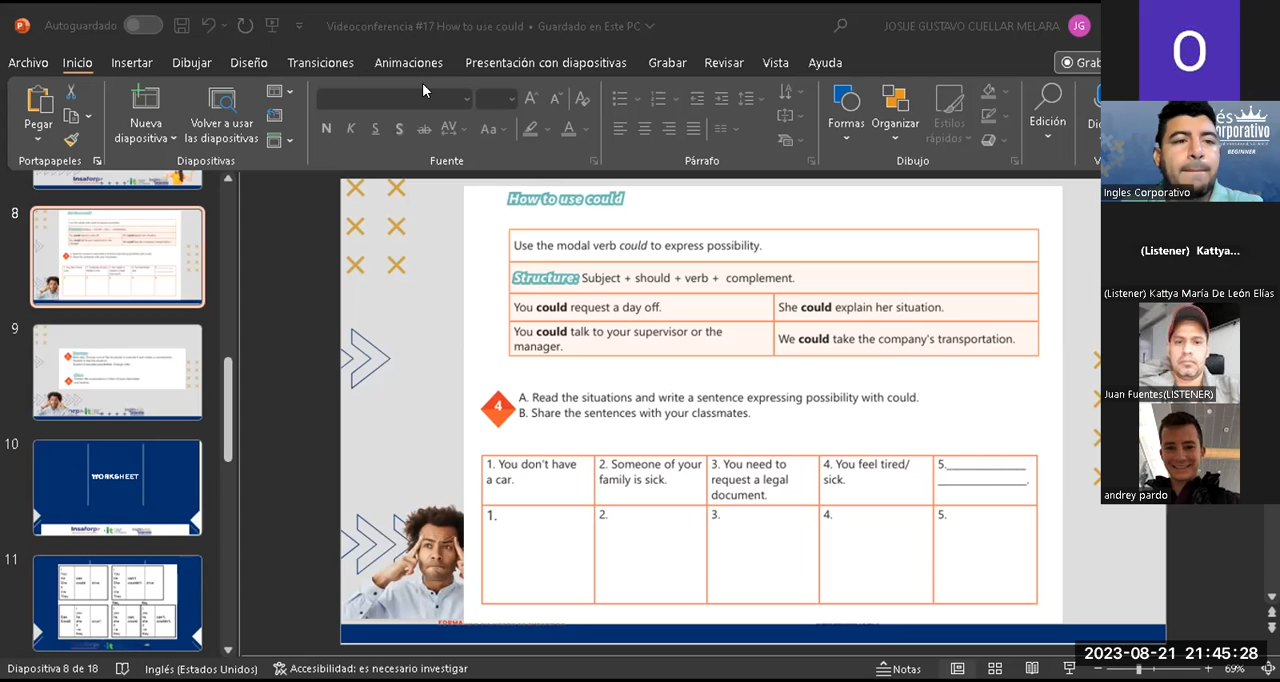 Autoguardado
Videoconferencia #17 How to use could • Guardado en Este PC
JOSUE GUSTAVO CUELLAR MELARA
JG
Archivo Inicio Insertar Dibujar Diseño Transiciones Animaciones Presentación con diapositivas Grabar Revisar Vista Ayuda
Grab
Pegar
Nueva diapositiva
Volver a usar las diapositivas
N K S S ab AV Aa A
Formas
Organizar
Estilos rápidos
Edición
Portapapeles Diapositivas Fuente Párrafo Dibujo
8
9
10
WORKSHEET
11
How to use could
Use the modal verb could to express possibility.
Structure: Subject + should + verb + complement.
You could request a day off.
She could explain her situation.
You could talk to your supervisor or the
manager.
We could take the company's transportation.
4
A. Read the situations and write a sentence expressing possibility with could.
B. Share the sentences with your classmates.
1. You don't have
a car.
2. Someone of your
family is sick.
3. You need to
request a legal
document.
4. You feel tired/
sick.
5._______________
_______________.
1.
2.
3.
4.
5.
O
és
orporativo
BEGINNER
Ingles Corporativo
(Listener) Kattya...
(Listener) Kattya María De León Elías
Juan Fuentes(LISTENER)
andrey pardo
2023-08-21 21:45:28
Diapositiva 8 de 18
Inglés (Estados Unidos)
Accesibilidad: es necesario investigar
Notas
69%